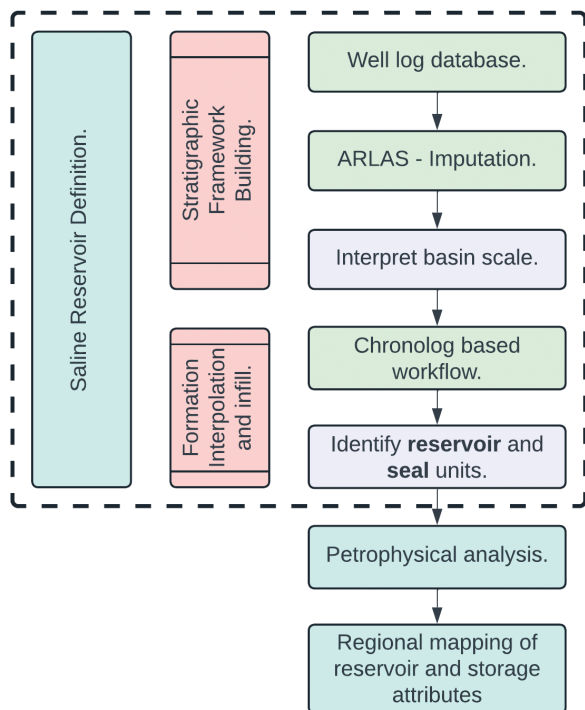 Saline Reservoir Definition.
Stratigraphic
Framework
Building.
Formation
Interpolation
and infill.
Well log database.
ARLAS - Imputation.
Interpret basin scale.
Chronolog based
workflow.
Identify reservoir and
seal units.
Petrophysical analysis.
Regional mapping of
reservoir and storage
attributes